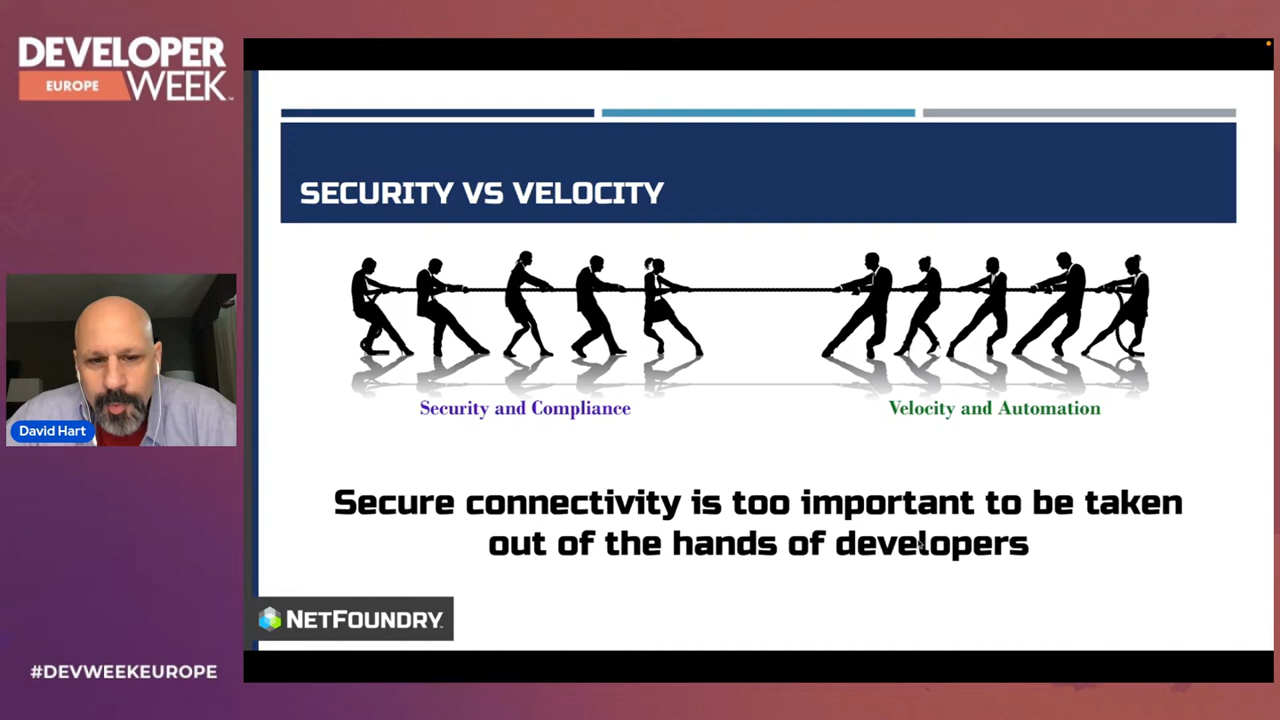 DEVELOPER
EUROPE
WEEK
SECURITY VS VELOCITY
Security and Compliance
Velocity and Automation
Secure connectivity is too important to be taken
out of the hands of developers
David Hart
NETFOUNDRY
#DEVWEEKEUROPE